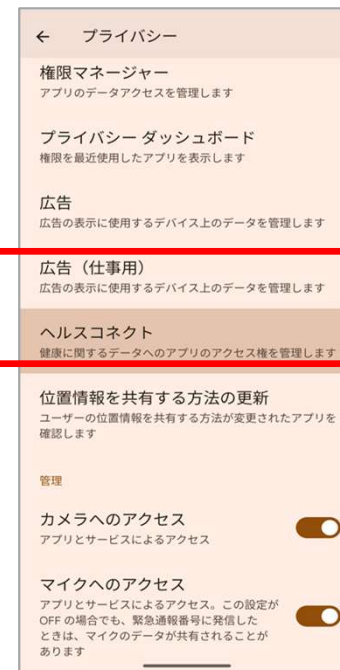 ← プライバシー
権限マネージャー
アプリのデータアクセスを管理します
プライバシー ダッシュボード
権限を最近使用したアプリを表示します
広告
広告の表示に使用するデバイス上のデータを管理します
広告（仕事用）
広告の表示に使用するデバイス上のデータを管理します
ヘルスコネクト
健康に関するデータへのアプリのアクセス権を管理します
位置情報を共有する方法の更新
ユーザーの位置情報を共有する方法が変更されたアプリを
確認します
管理
カメラへのアクセス
アプリとサービスによるアクセス
マイクへのアクセス
アプリとサービスによるアクセス。この設定が
OFF の場合でも、緊急通報番号に発信した
ときは、マイクのデータが共有されることが
あります